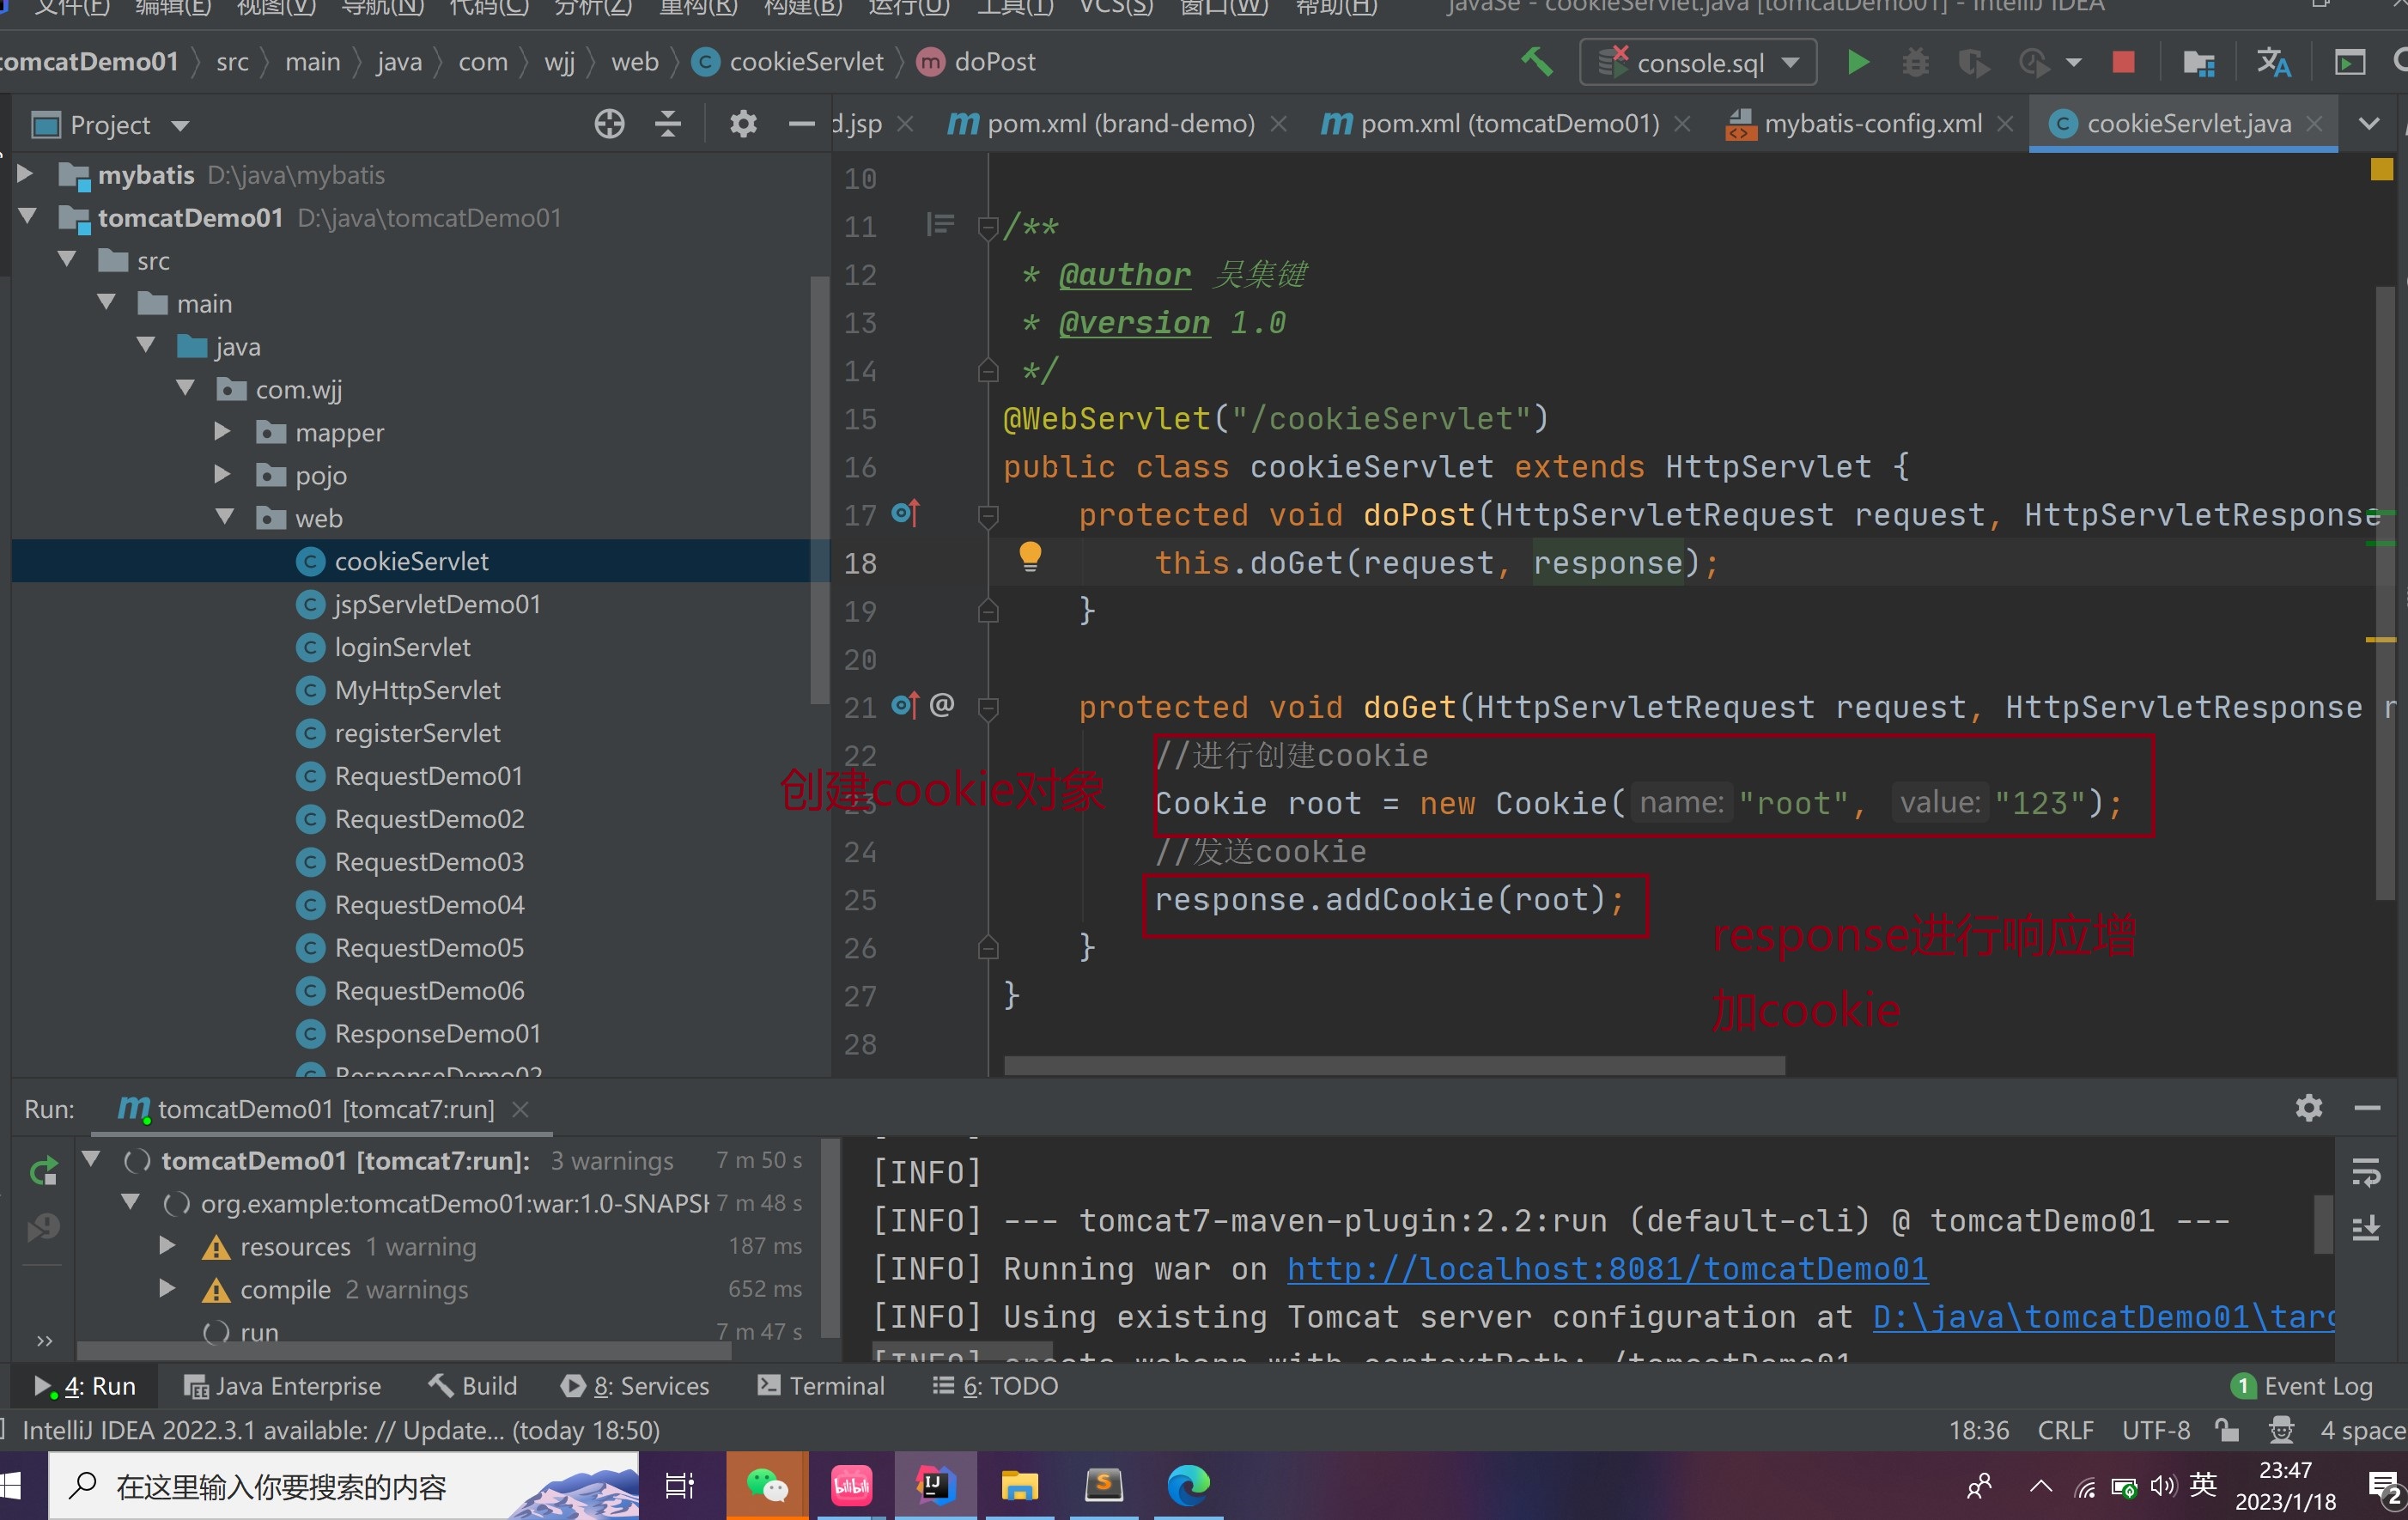 文件(F) 编辑(E) 视图(V) 导航(N) 代码(C) 分析(Z) 重构(R) 构建(B) 运行(U) 工具(T) VCS(S) 窗口(W) 帮助(H) javaSe - cookieServlet.java [tomcatDemo01] - IntelliJ IDEA
tomcatDemo01 src main java com wjj web cookieServlet doPost console.sql
Project
d.jsp pom.xml (brand-demo) pom.xml (tomcatDemo01) mybatis-config.xml cookieServlet.java
mybatis D:\java\mybatis
tomcatDemo01 D:\java\tomcatDemo01
src
main
java
com.wjj
mapper
pojo
web
cookieServlet
jspServletDemo01
loginServlet
MyHttpServlet
registerServlet
RequestDemo01
RequestDemo02
RequestDemo03
RequestDemo04
RequestDemo05
RequestDemo06
ResponseDemo01
ResponseDemo02
10
11 /**
12 * @author 吴集键
13 * @version 1.0
14 */
15 @WebServlet("/cookieServlet")
16 public class cookieServlet extends HttpServlet {
17 protected void doPost(HttpServletRequest request, HttpServletResponse
18 this.doGet(request, response);
19 }
20
21 @ protected void doGet(HttpServletRequest request, HttpServletResponse r
22 //进行创建cookie
创建cookie对象
23 Cookie root = new Cookie( name: "root", value: "123");
24 //发送cookie
25 response.addCookie(root);
response进行响应增
加cookie
26 }
27 }
28
Run: tomcatDemo01 [tomcat7:run]
tomcatDemo01 [tomcat7:run]: 3 warnings 7 m 50 s
org.example:tomcatDemo01:war:1.0-SNAPSH 7 m 48 s
resources 1 warning 187 ms
compile 2 warnings 652 ms
run 7 m 47 s
[INFO]
[INFO] --- tomcat7-maven-plugin:2.2:run (default-cli) @ tomcatDemo01 ---
[INFO] Running war on http://localhost:8081/tomcatDemo01
[INFO] Using existing Tomcat server configuration at D:\java\tomcatDemo01\targ
[INFO] create webapp with contextPath: /tomcatDemo01
4: Run Java Enterprise Build 8: Services Terminal 6: TODO 1 Event Log
IntelliJ IDEA 2022.3.1 available: // Update... (today 18:50) 18:36 CRLF UTF-8 4 space
在这里输入你要搜索的内容 bilibili IJ S 英 23:47
2023/1/18 2